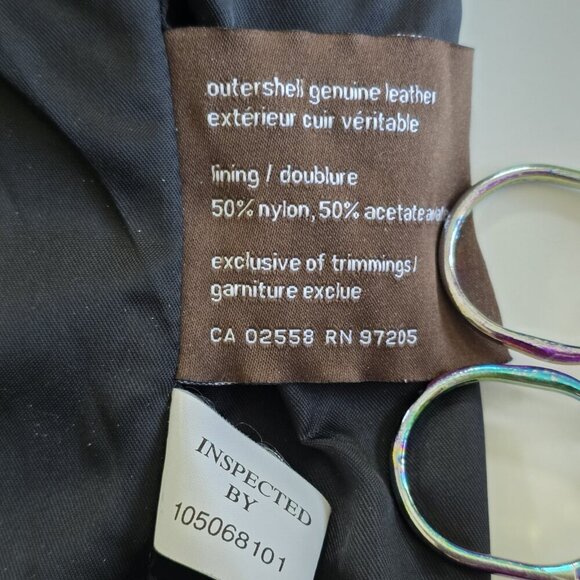 outershell genuine leather
extérieur cuir véritable
lining / doublure
50% nylon, 50% acetate
exclusive of trimmings/
garniture exclue
CA 02558 RN 97205
INSPECTED
BY
105068101